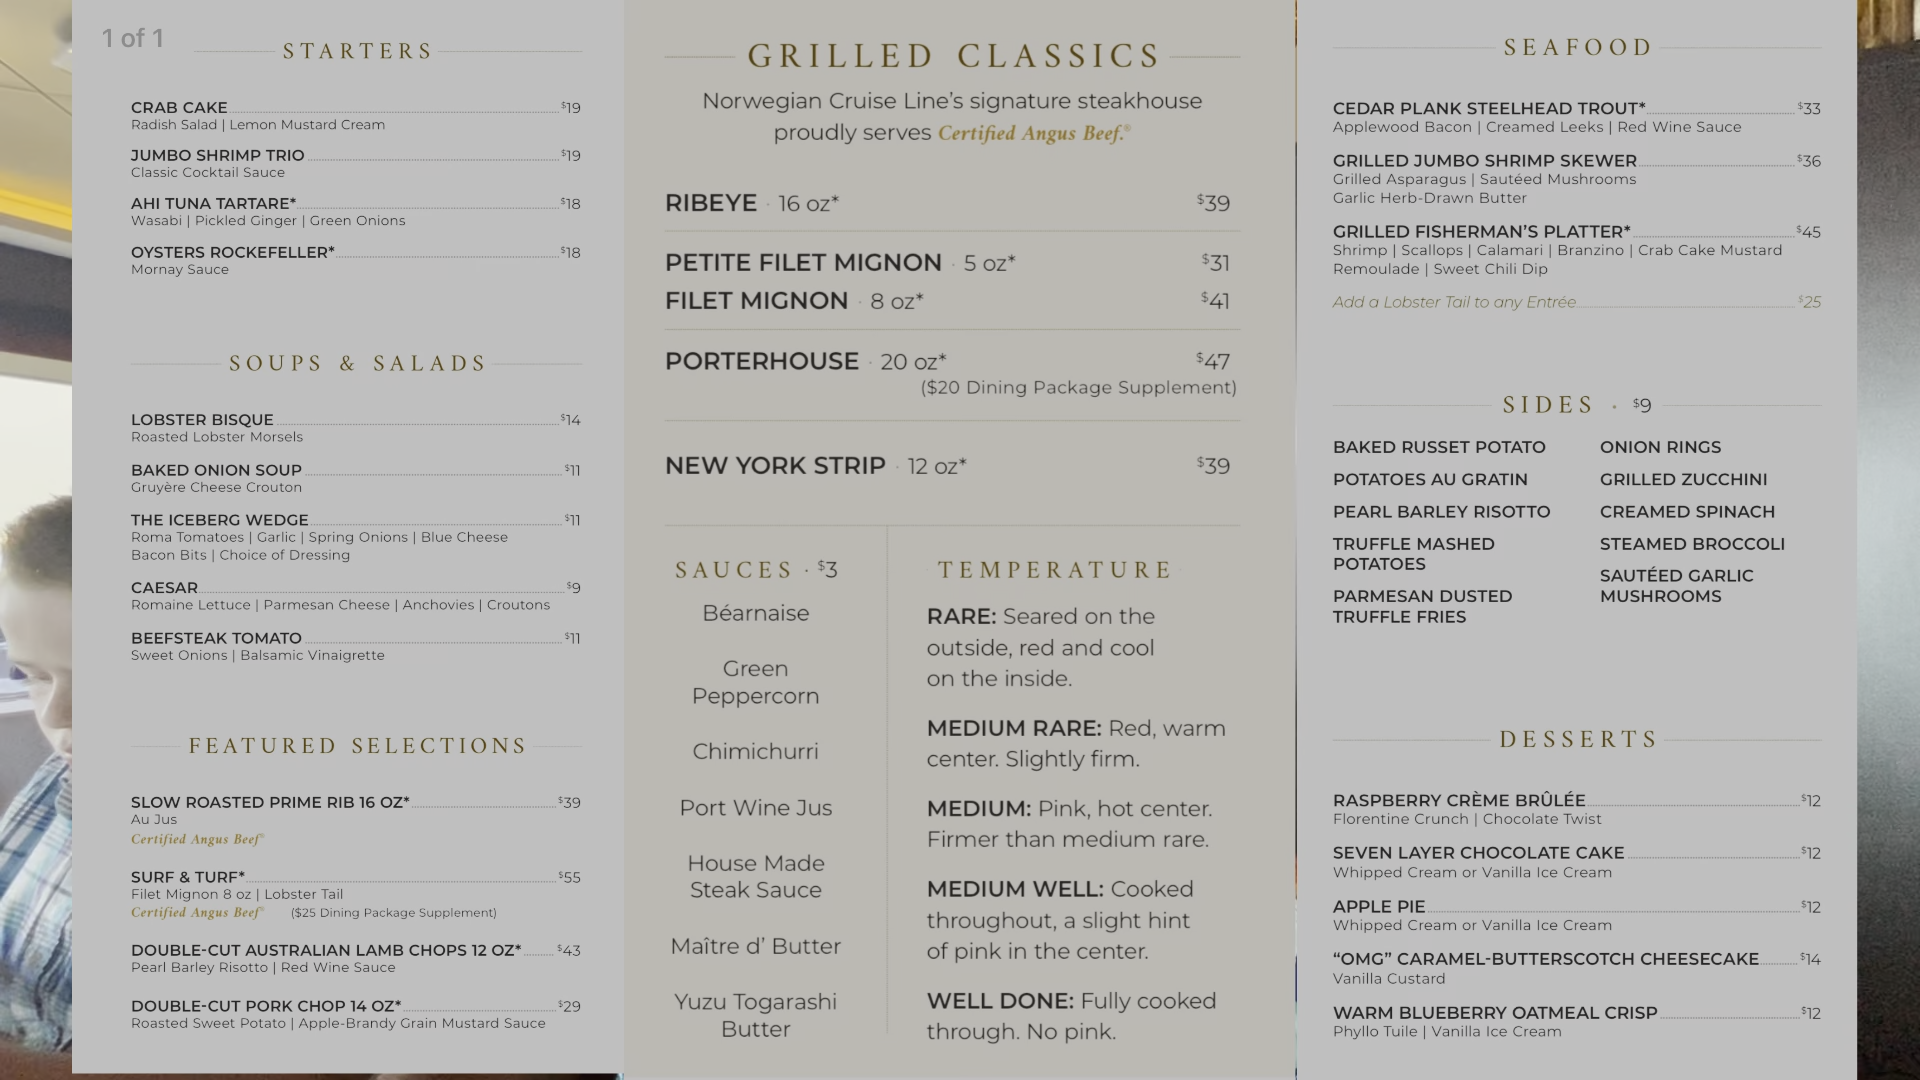 1 of 1
STARTERS
CRAB CAKE $19
Radish Salad | Lemon Mustard Cream
JUMBO SHRIMP TRIO $19
Classic Cocktail Sauce
AHI TUNA TARTARE* $18
Wasabi | Pickled Ginger | Green Onions
OYSTERS ROCKEFELLER* $18
Mornay Sauce
SOUPS & SALADS
LOBSTER BISQUE $14
Roasted Lobster Morsels
BAKED ONION SOUP $11
Gruyère Cheese Crouton
THE ICEBERG WEDGE $11
Roma Tomatoes | Garlic | Spring Onions | Blue Cheese
Bacon Bits | Choice of Dressing
CAESAR $9
Romaine Lettuce | Parmesan Cheese | Anchovies | Croutons
BEEFSTEAK TOMATO $11
Sweet Onions | Balsamic Vinaigrette
FEATURED SELECTIONS
SLOW ROASTED PRIME RIB 16 OZ* $39
Au Jus
Certified Angus Beef®
SURF & TURF* $55
Filet Mignon 8 oz | Lobster Tail
Certified Angus Beef® ($25 Dining Package Supplement)
DOUBLE-CUT AUSTRALIAN LAMB CHOPS 12 OZ* $43
Pearl Barley Risotto | Red Wine Sauce
DOUBLE-CUT PORK CHOP 14 OZ* $29
Roasted Sweet Potato | Apple-Brandy Grain Mustard Sauce
GRILLED CLASSICS
Norwegian Cruise Line's signature steakhouse
proudly serves Certified Angus Beef.®
RIBEYE · 16 oz* $39
PETITE FILET MIGNON · 5 oz* $31
FILET MIGNON · 8 oz* $41
PORTERHOUSE · 20 oz* $47
($20 Dining Package Supplement)
NEW YORK STRIP · 12 oz* $39
SAUCES · $3
Béarnaise
Green
Peppercorn
Chimichurri
Port Wine Jus
House Made
Steak Sauce
Maître d' Butter
Yuzu Togarashi
Butter
TEMPERATURE
RARE: Seared on the
outside, red and cool
on the inside.
MEDIUM RARE: Red, warm
center. Slightly firm.
MEDIUM: Pink, hot center.
Firmer than medium rare.
MEDIUM WELL: Cooked
throughout, a slight hint
of pink in the center.
WELL DONE: Fully cooked
through. No pink.
SEAFOOD
CEDAR PLANK STEELHEAD TROUT* $33
Applewood Bacon | Creamed Leeks | Red Wine Sauce
GRILLED JUMBO SHRIMP SKEWER $36
Grilled Asparagus | Sautéed Mushrooms
Garlic Herb-Drawn Butter
GRILLED FISHERMAN'S PLATTER* $45
Shrimp | Scallops | Calamari | Branzino | Crab Cake Mustard
Remoulade | Sweet Chili Dip
Add a Lobster Tail to any Entrée $25
SIDES · $9
BAKED RUSSET POTATO
POTATOES AU GRATIN
PEARL BARLEY RISOTTO
TRUFFLE MASHED
POTATOES
PARMESAN DUSTED
TRUFFLE FRIES
ONION RINGS
GRILLED ZUCCHINI
CREAMED SPINACH
STEAMED BROCCOLI
SAUTÉED GARLIC
MUSHROOMS
DESSERTS
RASPBERRY CRÈME BRÛLÉE $12
Florentine Crunch | Chocolate Twist
SEVEN LAYER CHOCOLATE CAKE $12
Whipped Cream or Vanilla Ice Cream
APPLE PIE $12
Whipped Cream or Vanilla Ice Cream
"OMG" CARAMEL-BUTTERSCOTCH CHEESECAKE $14
Vanilla Custard
WARM BLUEBERRY OATMEAL CRISP $12
Phyllo Tuile | Vanilla Ice Cream